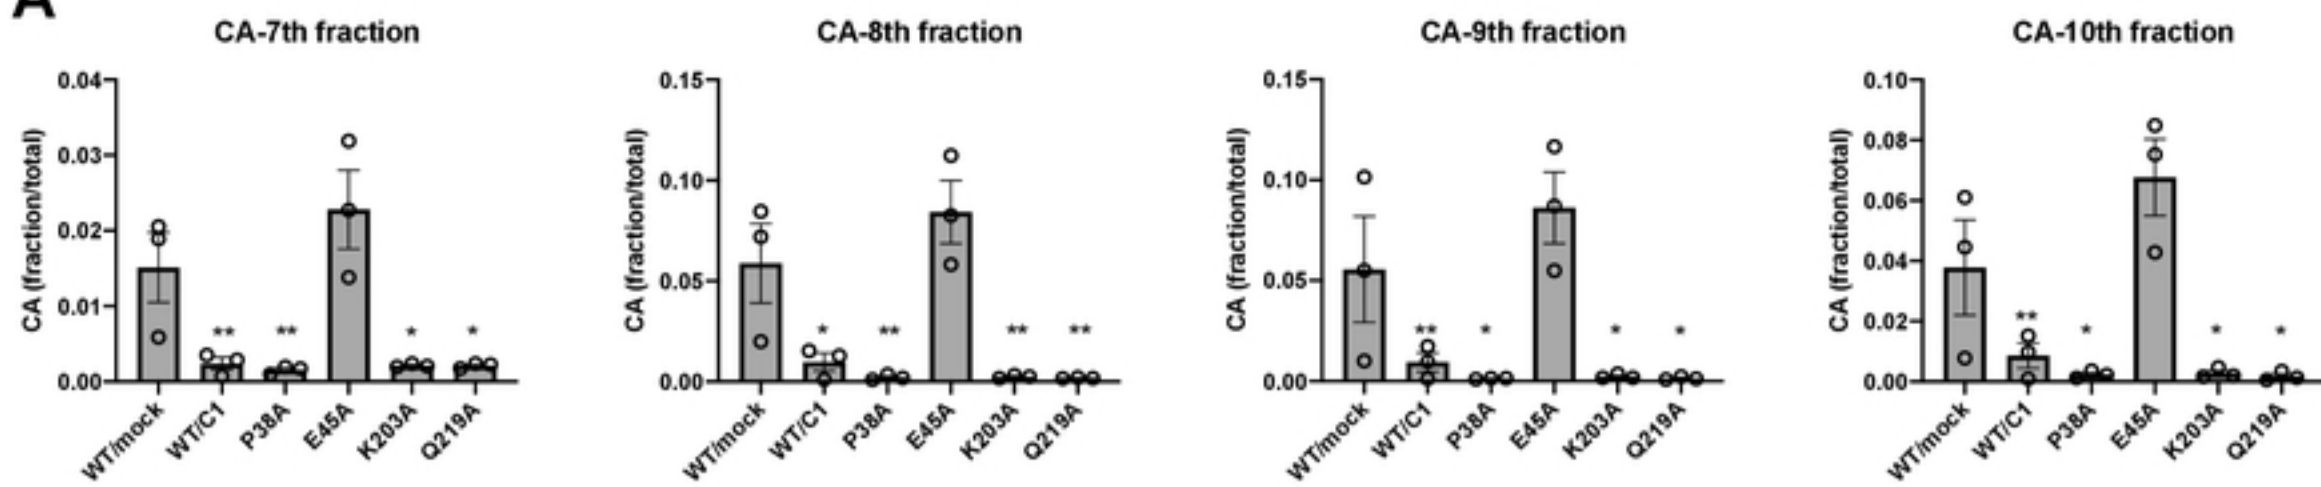 A
CA-7th fraction
CA (fraction/total)
0.04
0.03
0.02
0.01
0.00
** ** * *
WT/mock WT/C1 P38A E45A K203A Q219A
CA-8th fraction
CA (fraction/total)
0.15
0.10
0.05
0.00
* ** ** **
WT/mock WT/C1 P38A E45A K203A Q219A
CA-9th fraction
CA (fraction/total)
0.15
0.10
0.05
0.00
** * * *
WT/mock WT/C1 P38A E45A K203A Q219A
CA-10th fraction
CA (fraction/total)
0.10
0.08
0.06
0.04
0.02
0.00
** * * *
WT/mock WT/C1 P38A E45A K203A Q219A